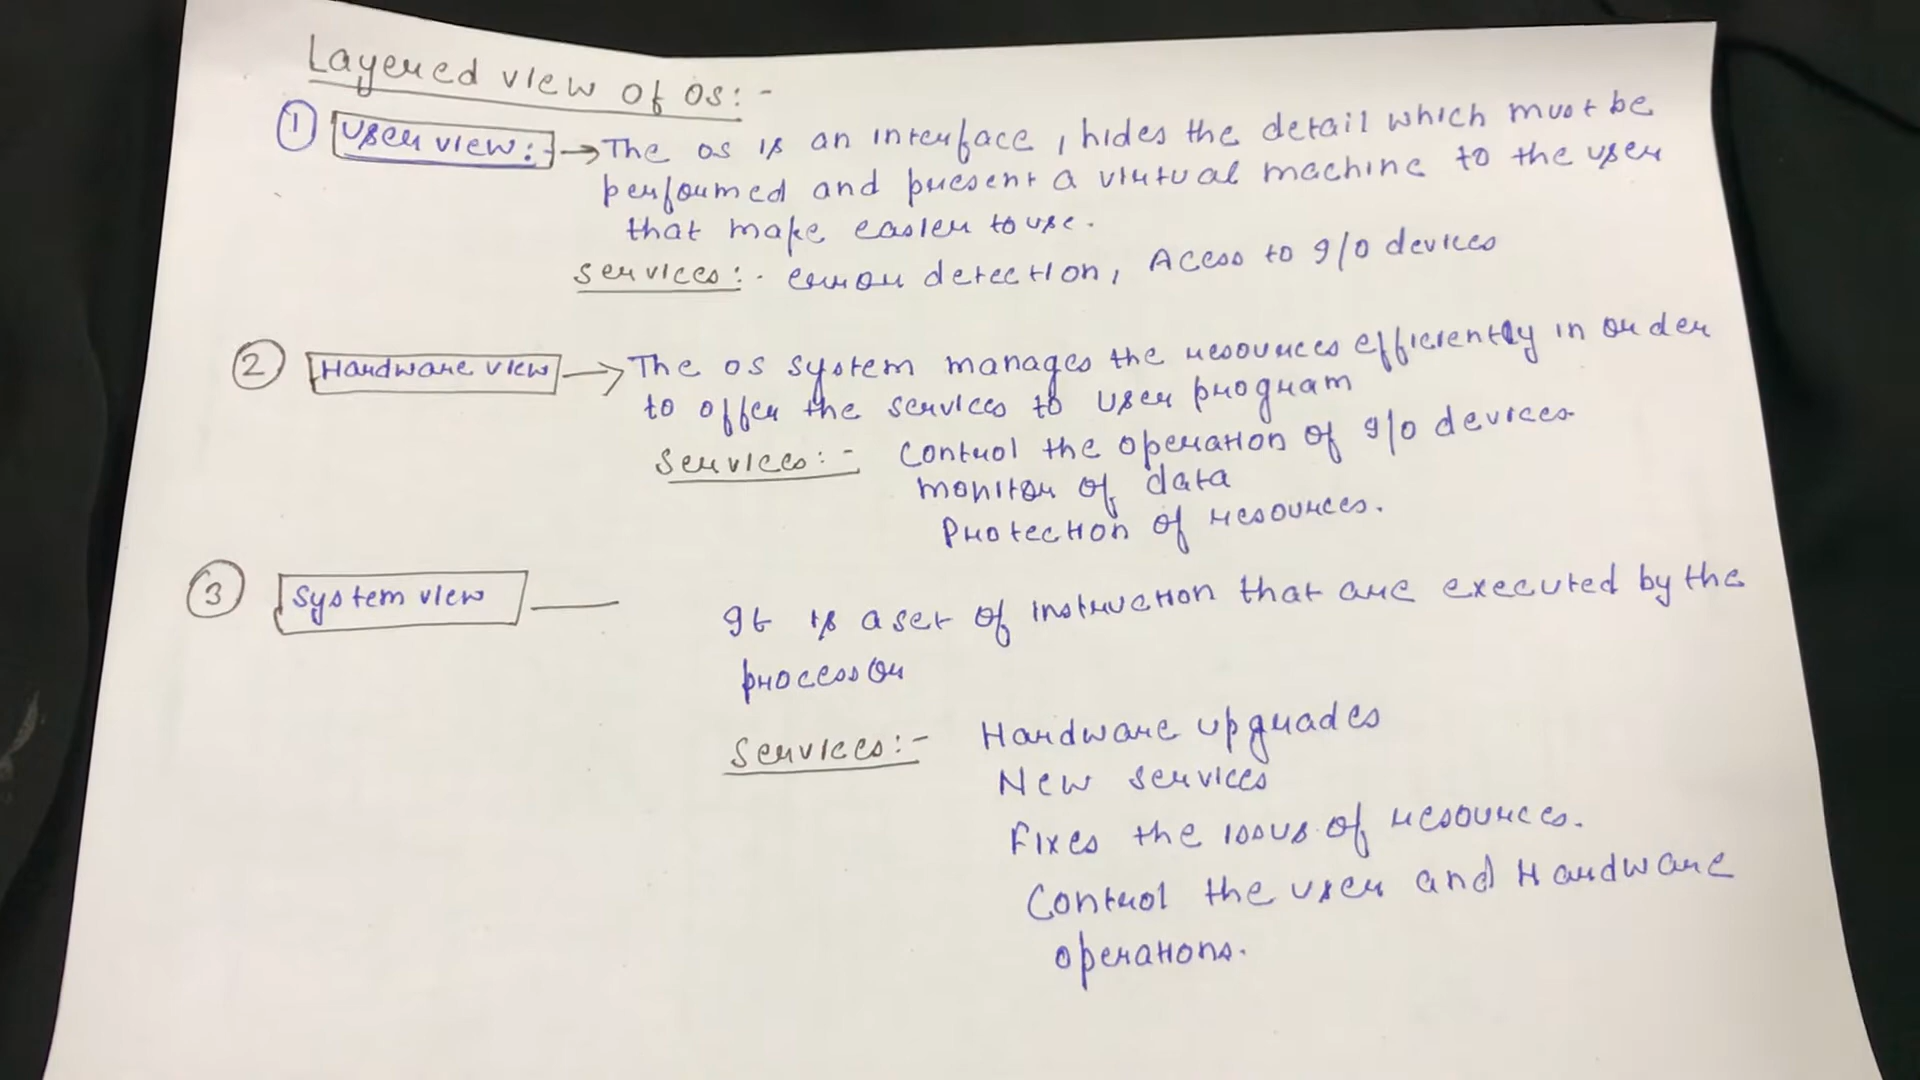 Layered view of os:-
① User view:- → The os is an interface, hides the detail which must be
performed and present a virtual machine to the user
that make easier to use.
Services:- error detection, Acess to I/O devices
② Hardware view → The os system manages the resources efficiently in order
to offer the services to user program
Services:- Control the operation of I/O devices
monitor of data
Protection of resources.
③ System view — It is a set of instruction that are executed by the
processor
Services:- Hardware upgrades
New services
Fixes the issus of resources.
Control the user and Hardware
operations.